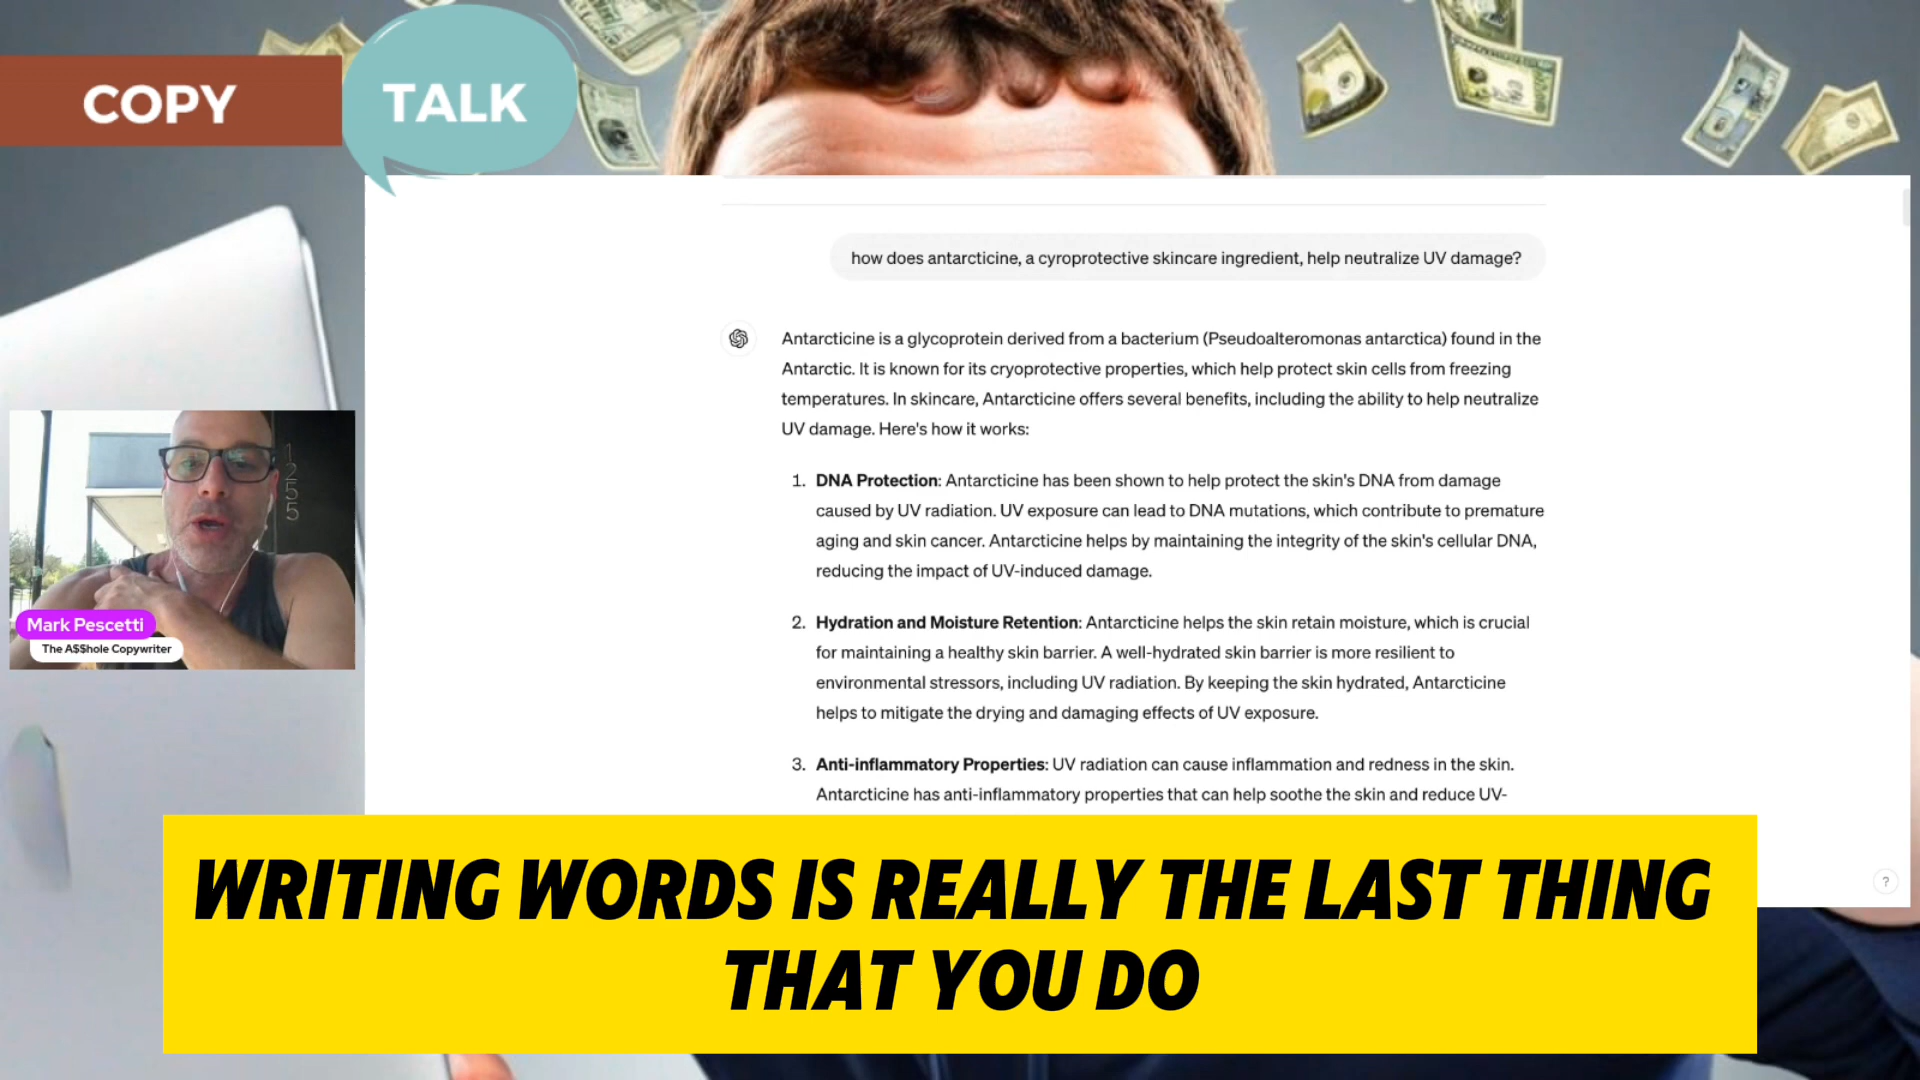 COPY TALK
how does antarcticine, a cyroprotective skincare ingredient, help neutralize UV damage?
Antarcticine is a glycoprotein derived from a bacterium (Pseudoalteromonas antarctica) found in the
Antarctic. It is known for its cryoprotective properties, which help protect skin cells from freezing
temperatures. In skincare, Antarcticine offers several benefits, including the ability to help neutralize
UV damage. Here's how it works:
1. DNA Protection: Antarcticine has been shown to help protect the skin's DNA from damage
caused by UV radiation. UV exposure can lead to DNA mutations, which contribute to premature
aging and skin cancer. Antarcticine helps by maintaining the integrity of the skin's cellular DNA,
reducing the impact of UV-induced damage.
2. Hydration and Moisture Retention: Antarcticine helps the skin retain moisture, which is crucial
for maintaining a healthy skin barrier. A well-hydrated skin barrier is more resilient to
environmental stressors, including UV radiation. By keeping the skin hydrated, Antarcticine
helps to mitigate the drying and damaging effects of UV exposure.
3. Anti-inflammatory Properties: UV radiation can cause inflammation and redness in the skin.
Antarcticine has anti-inflammatory properties that can help soothe the skin and reduce UV-
1
2
5
5
Mark Pescetti
The A$$hole Copywriter
?
WRITING WORDS IS REALLY THE LAST THING
THAT YOU DO